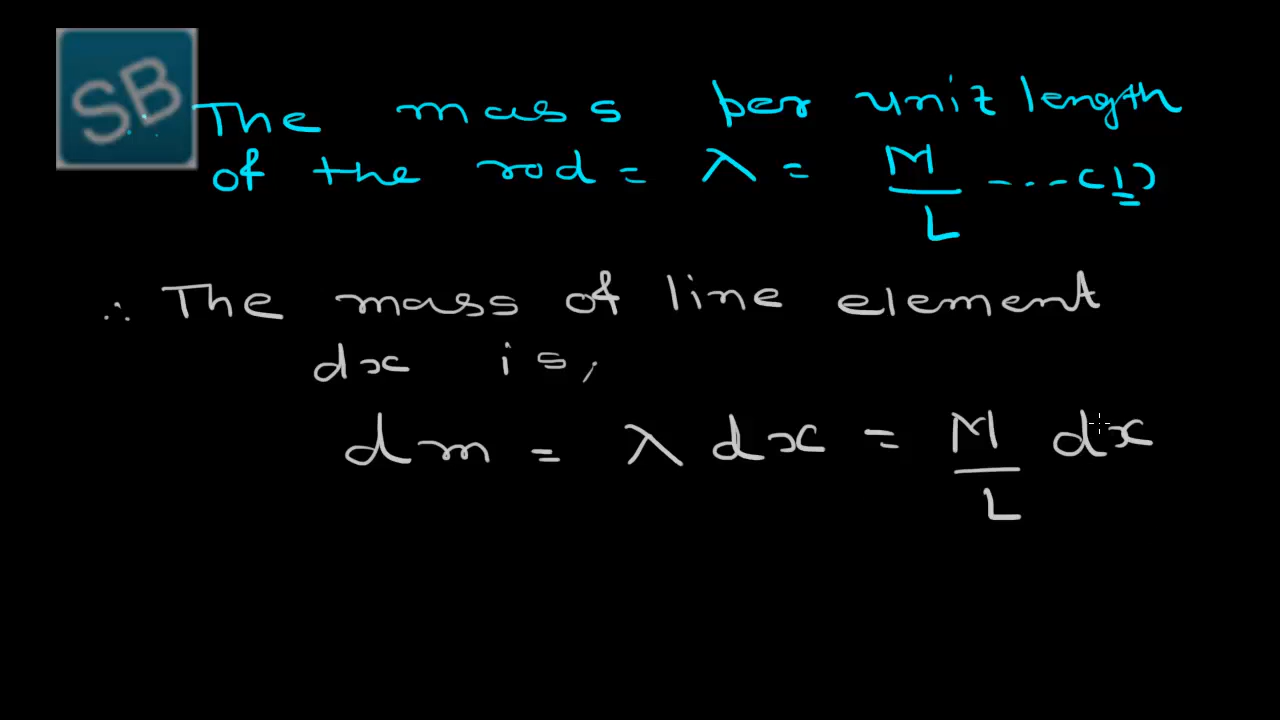 SB
The mass per unit length
of the rod = λ = M/L ---(1)
∴ The mass of line element
dx is,
dm = λ dx = M/L dx